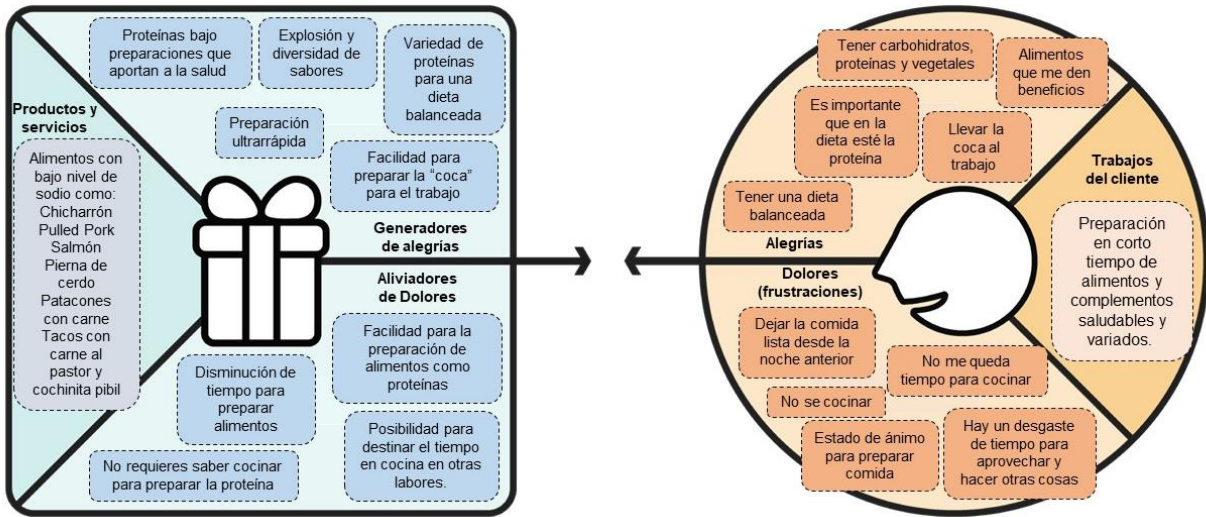 Proteínas bajo
preparaciones que
aportan a la salud
Explosión y
diversidad de
sabores
Variedad de
proteínas
para una
dieta
balanceada
Productos y
servicios
Preparación
ultrarrápida
Alimentos con
bajo nivel de
sodio como:
Chicharrón
Pulled Pork
Salmón
Pierna de
cerdo
Patacones
con carne
Tacos con
carne al
pastor y
cochinita pibil
Facilidad para
preparar la “coca”
para el trabajo
Generadores
de alegrías
Aliviadores
de Dolores
Facilidad para la
preparación de
alimentos como
proteínas
Disminución de
tiempo para
preparar
alimentos
Posibilidad para
destinar el tiempo
en cocina en otras
labores.
No requieres saber cocinar
para preparar la proteína
Tener carbohidratos,
proteínas y vegetales
Alimentos
que me den
beneficios
Es importante
que en la
dieta esté la
proteína
Llevar la
coca al
trabajo
Tener una dieta
balanceada
Alegrías
Trabajos
del cliente
Preparación
en corto
tiempo de
alimentos y
complementos
saludables y
variados.
Dolores
(frustraciones)
Dejar la comida
lista desde la
noche anterior
No me queda
tiempo para cocinar
No se cocinar
Estado de ánimo
para preparar
comida
Hay un desgaste
de tiempo para
aprovechar y
hacer otras cosas